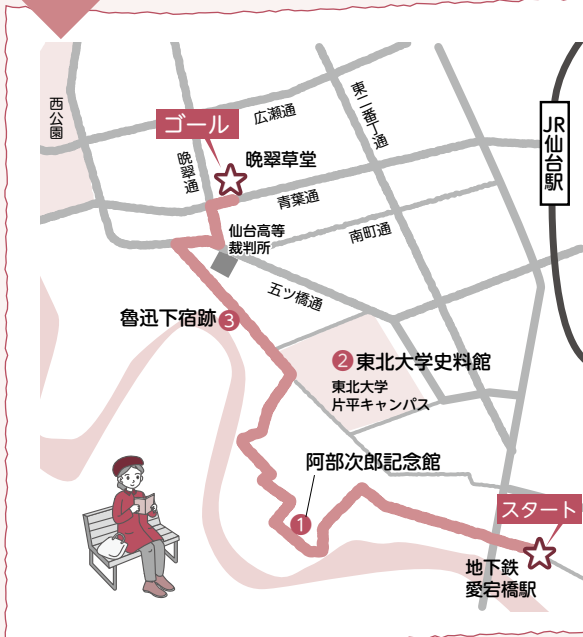 西公園
広瀬通
東二番丁通
JR仙台駅
ゴール
晩翠通
晩翠草堂
青葉通
仙台高等
裁判所
南町通
五ツ橋通
魯迅下宿跡 3
2 東北大学史料館
東北大学
片平キャンパス
阿部次郎記念館
1
スタート
地下鉄
愛宕橋駅